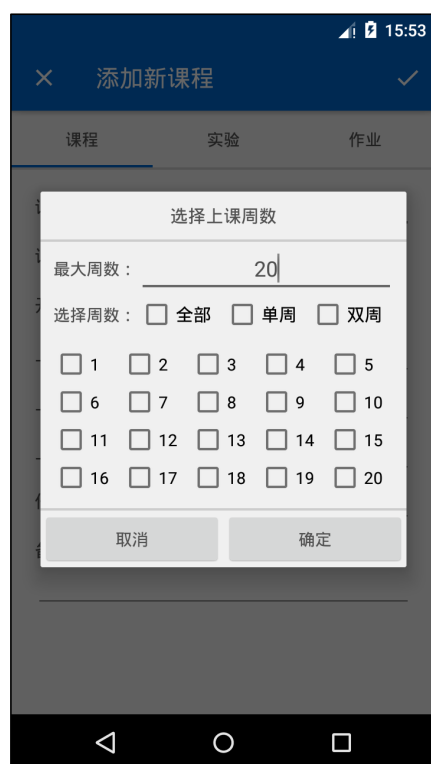 15:53
添加新课程
课程 实验 作业
选择上课周数
最大周数： 20
选择周数： 全部 单周 双周
1 2 3 4 5
6 7 8 9 10
11 12 13 14 15
16 17 18 19 20
取消 确定